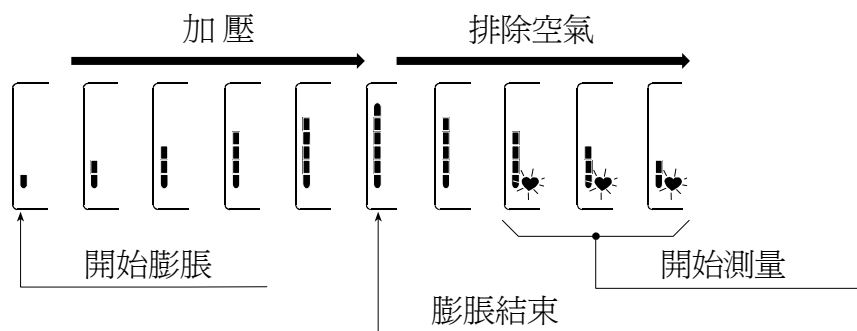 加 壓
排除空氣
開始膨脹
開始測量
膨脹結束